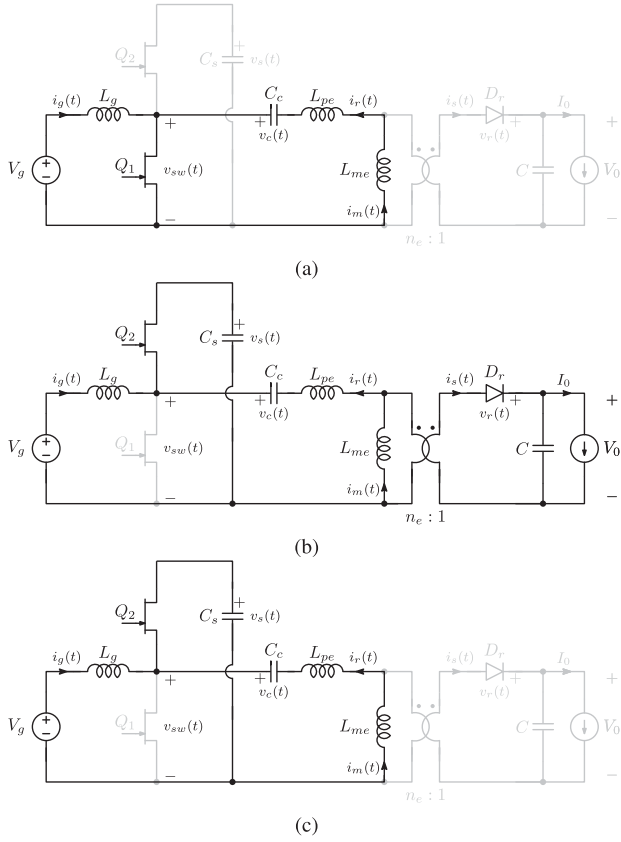 Q2 Cs + vs(t)
ig(t) Lg Cc Lpe ir(t) is(t) Dr I0
+ + vc(t) vr(t) + +
Vg + − Q1 vsw(t) Lme C V0
− im(t) −
ne : 1
(a)
Q2 Cs + vs(t)
ig(t) Lg Cc Lpe ir(t) is(t) Dr I0
+ + vc(t) vr(t) + +
Vg + − Q1 vsw(t) Lme C V0
− im(t) −
ne : 1
(b)
Q2 Cs + vs(t)
ig(t) Lg Cc Lpe ir(t) is(t) Dr I0
+ + vc(t) vr(t) + +
Vg + − Q1 vsw(t) Lme C V0
− im(t) −
ne : 1
(c)